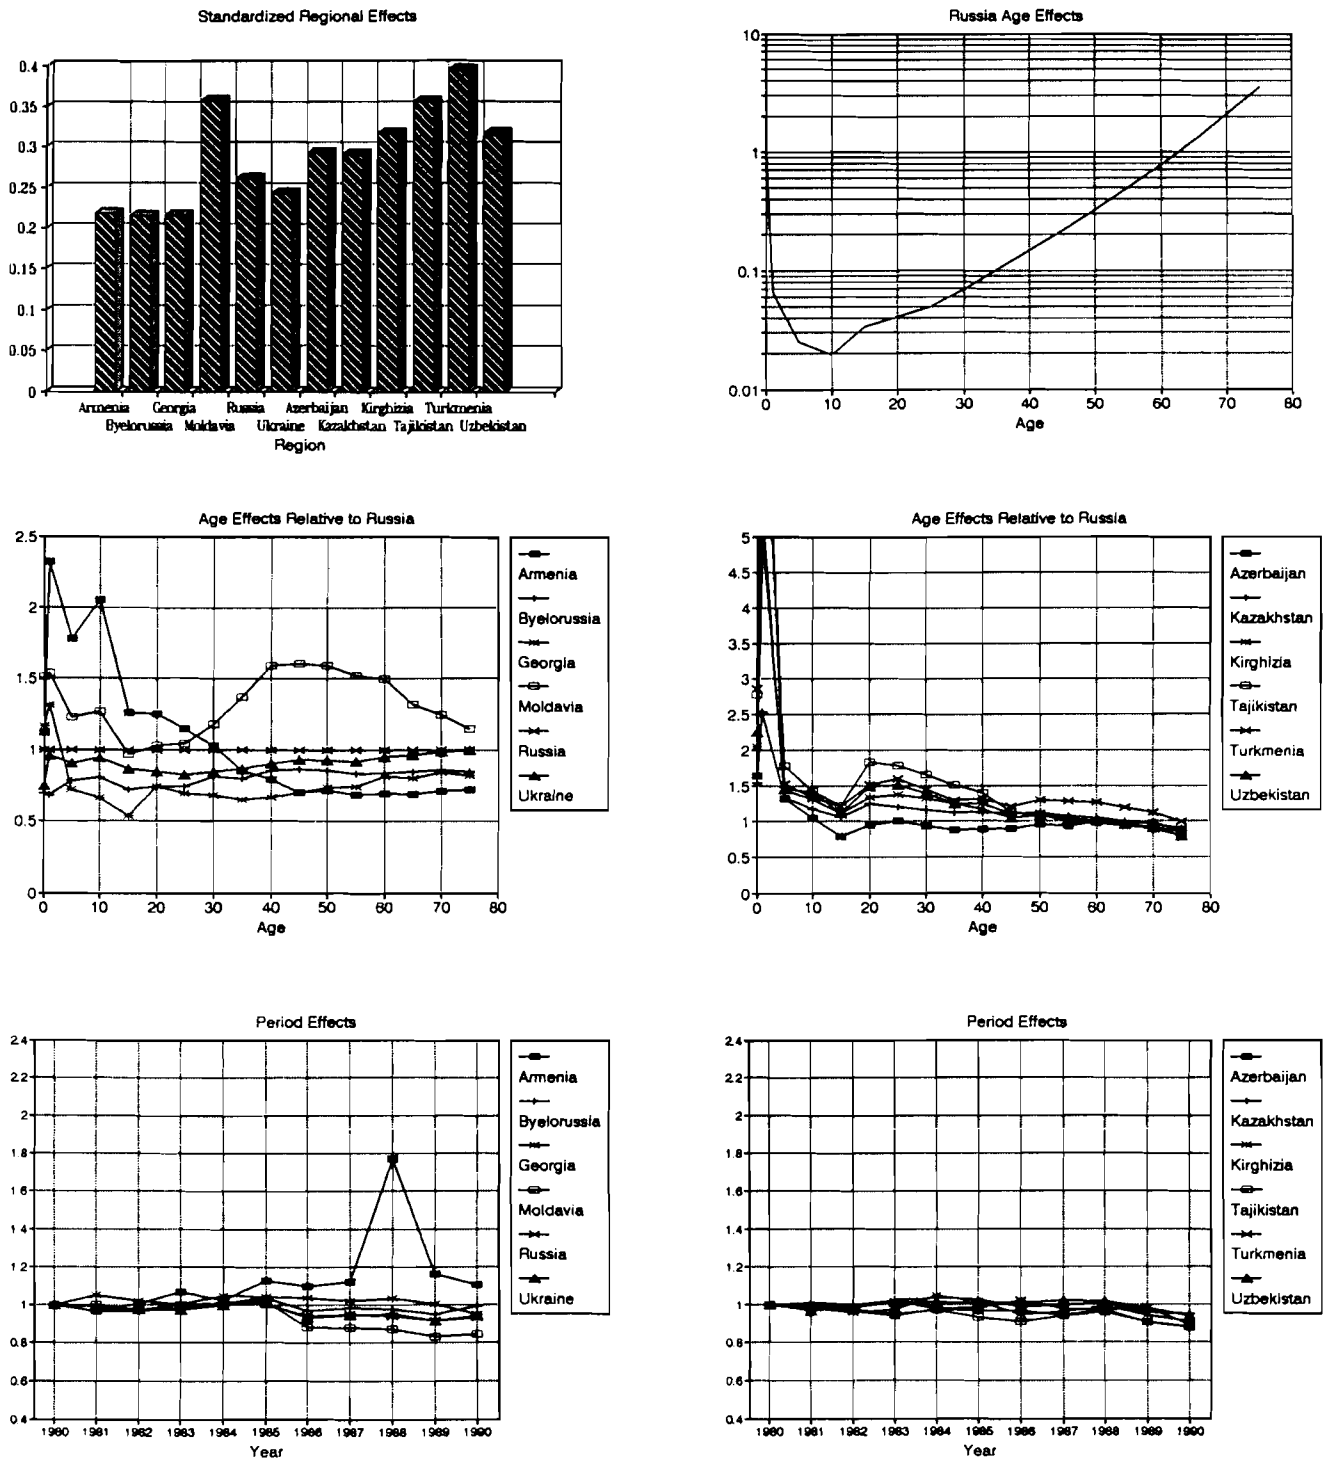 Standardized Regional Effects
0.4
0.35
0.3
0.25
0.2
0.15
0.1
0.05
0
Armenia Georgia Russia Azerbaijan Kirghizia Turkmenia
Byelorussia Moldavia Ukraine Kazakhstan Tajikistan Uzbekistan
Region
Russia Age Effects
10
1
0.1
0.01
0 10 20 30 40 50 60 70 80
Age
Age Effects Relative to Russia
2.5
2
1.5
1
0.5
0
0 10 20 30 40 50 60 70 80
Age
Armenia
Byelorussia
Georgia
Moldavia
Russia
Ukraine
Age Effects Relative to Russia
5
4.5
4
3.5
3
2.5
2
1.5
1
0.5
0
0 10 20 30 40 50 60 70 80
Age
Azerbaijan
Kazakhstan
Kirghizia
Tajikistan
Turkmenia
Uzbekistan
Period Effects
2.4
2.2
2
1.8
1.6
1.4
1.2
1
0.8
0.6
0.4
1980 1981 1982 1983 1984 1985 1986 1987 1988 1989 1990
Year
Armenia
Byelorussia
Georgia
Moldavia
Russia
Ukraine
Period Effects
2.4
2.2
2
1.8
1.6
1.4
1.2
1
0.8
0.6
0.4
1980 1981 1982 1983 1984 1985 1986 1987 1988 1989 1990
Year
Azerbaijan
Kazakhstan
Kirghizia
Tajikistan
Turkmenia
Uzbekistan